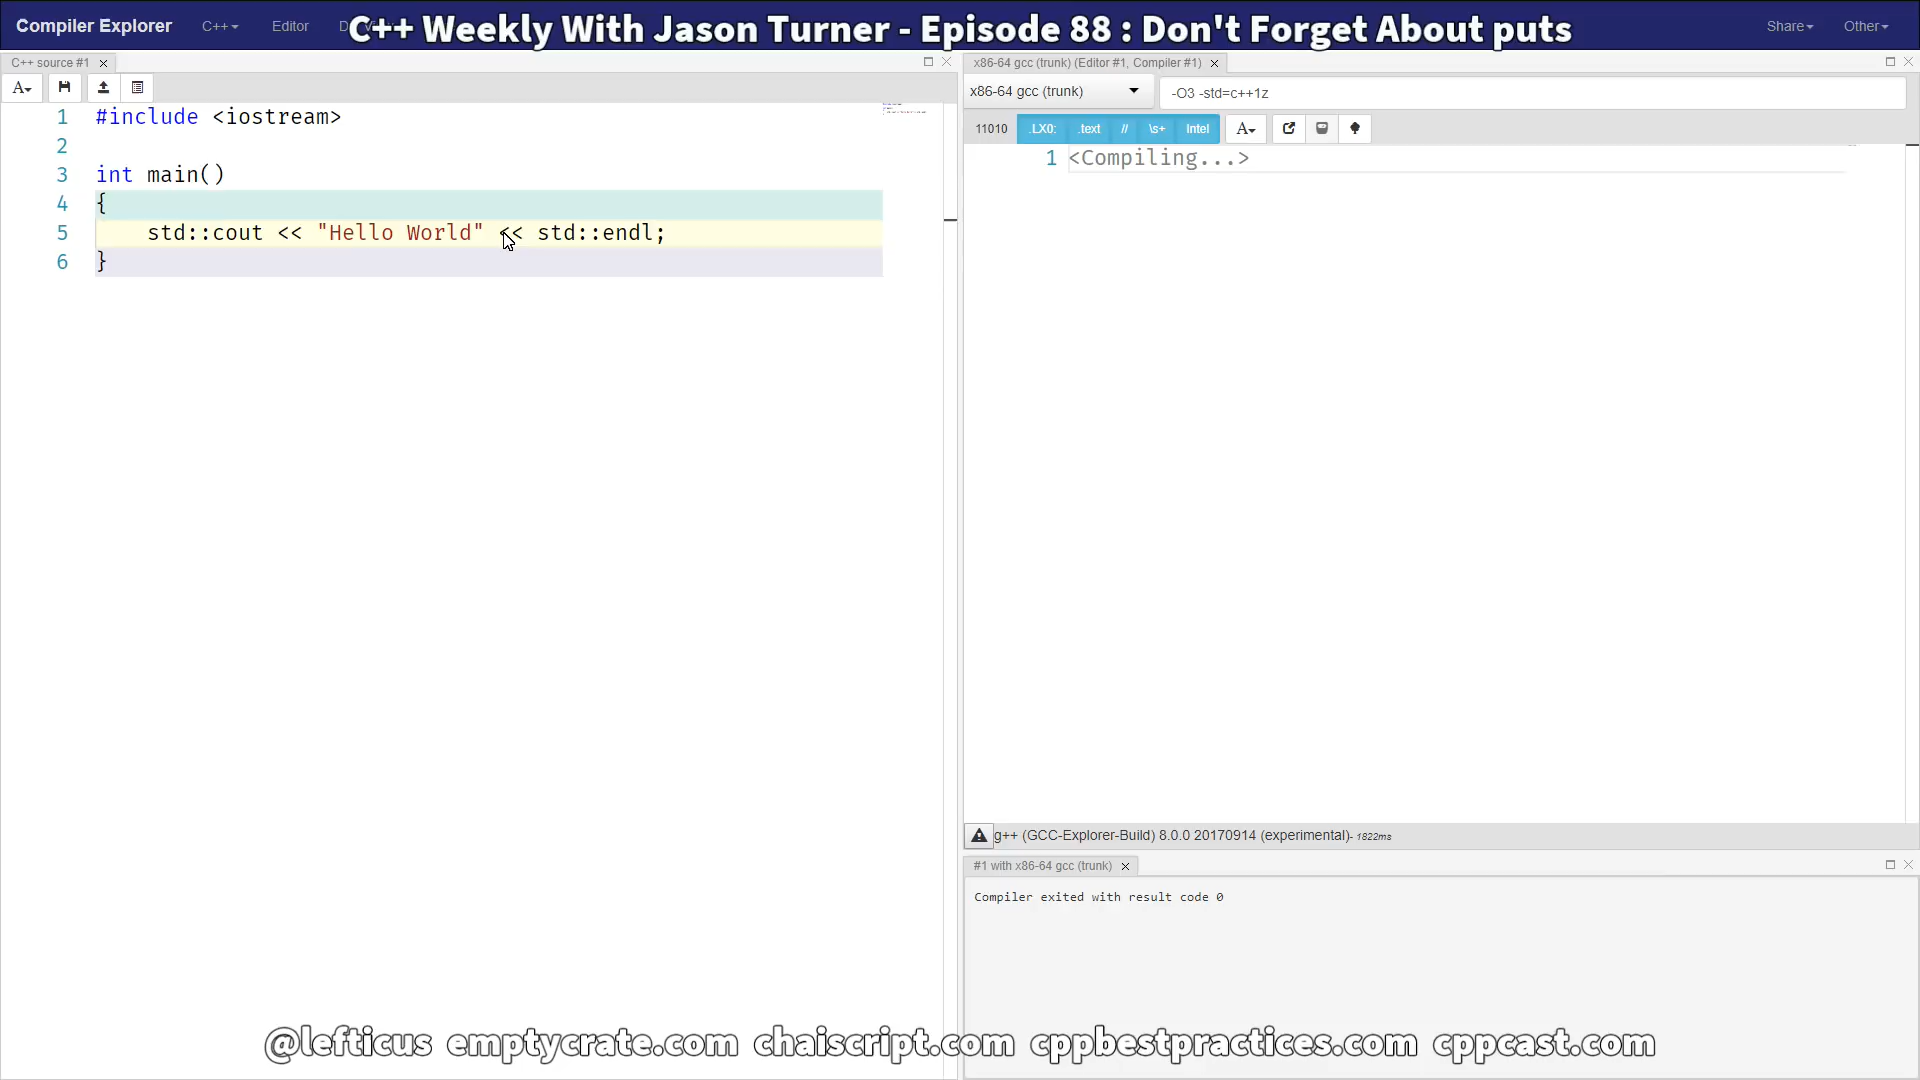 Compiler Explorer C++ Editor
C++ Weekly With Jason Turner - Episode 88 : Don't Forget About puts
Share Other
C++ source #1
A
1 #include <iostream>
2
3 int main()
4 {
5 std::cout << "Hello World" << std::endl;
6 }
x86-64 gcc (trunk) (Editor #1, Compiler #1)
x86-64 gcc (trunk) -O3 -std=c++1z
11010 .LX0: .text // \s+ Intel A
1 <Compiling...>
g++ (GCC-Explorer-Build) 8.0.0 20170914 (experimental)- 1822ms
#1 with x86-64 gcc (trunk)
Compiler exited with result code 0
@lefticus emptycrate.com chaiscript.com cppbestpractices.com cppcast.com